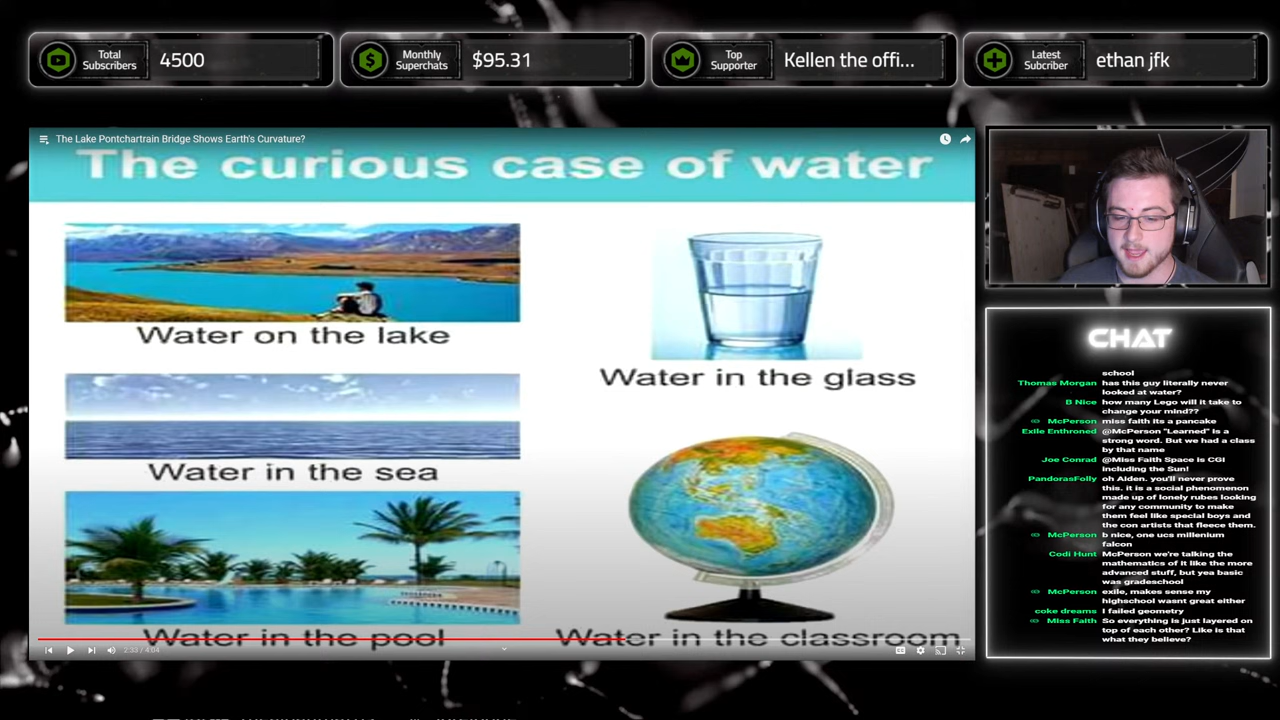 Total
Subscribers
4500
Monthly
Superchats
$95.31
Top
Supporter
Kellen the offi...
Latest
Subcriber
ethan jfk
The Lake Pontchartrain Bridge Shows Earth's Curvature?
The curious case of water
Water on the lake
Water in the glass
Water in the sea
Water in the pool
Water in the classroom
2:33 / 4:04
CHAT
school
Thomas Morgan has this guy literally never
looked at water?
B Nice how many Lego will it take to
change your mind??
McPerson miss faith its a pancake
Exile Enthroned @McPerson "Learned" is a
strong word. But we had a class
by that name
Joe Conrad @Miss Faith Space is CGI
including the Sun!
PandorasFolly oh Aiden. you'll never prove
this. it is a social phenomenon
made up of lonely rubes looking
for any community to make
them feel like special boys and
the con artists that fleece them.
McPerson b nice, one ucs millenium
falcon
Codi Hunt McPerson we're talking the
mathematics of it like the more
advanced stuff, but yea basic
was gradeschool
McPerson exile, makes sense my
highschool wasnt great either
coke dreams I failed geometry
Miss Faith So everything is just layered on
top of each other? Like is that
what they believe?